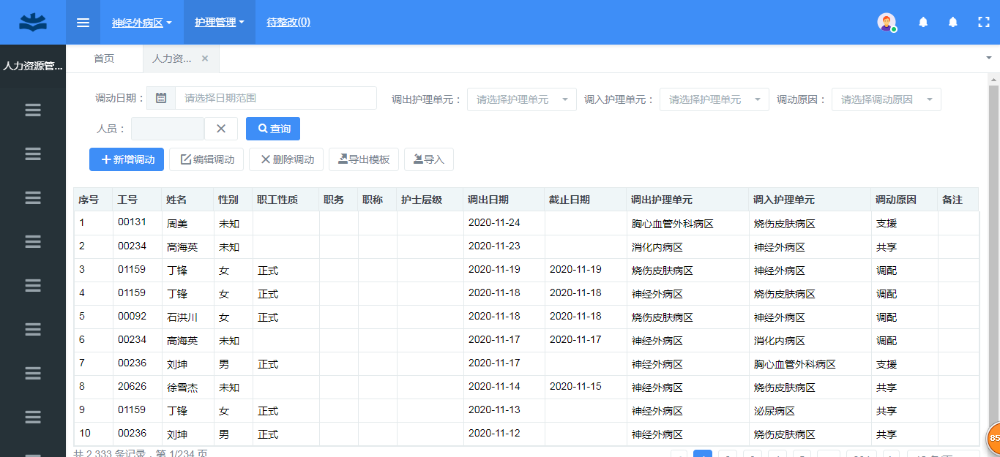 神经外病区 护理管理 待整改(0)
人力资源管... 首页 人力资... ×
调动日期： 请选择日期范围 调出护理单元： 请选择护理单元 调入护理单元： 请选择护理单元 调动原因： 请选择调动原因
人员： 查询
新增调动 编辑调动 删除调动 导出模板 导入
序号 工号 姓名 性别 职工性质 职务 职称 护士层级 调出日期 截止日期 调出护理单元 调入护理单元 调动原因 备注
1 00131 周美 未知 2020-11-24 胸心血管外科病区 烧伤皮肤病区 支援
2 00234 高海英 未知 2020-11-23 消化内病区 神经外病区 共享
3 01159 丁锋 女 正式 2020-11-19 2020-11-19 烧伤皮肤病区 神经外病区 调配
4 01159 丁锋 女 正式 2020-11-18 2020-11-18 神经外病区 烧伤皮肤病区 调配
5 00092 石洪川 女 正式 2020-11-18 2020-11-18 烧伤皮肤病区 神经外病区 调配
6 00234 高海英 未知 2020-11-17 2020-11-17 神经外病区 消化内病区 调配
7 00236 刘坤 男 正式 2020-11-17 神经外病区 胸心血管外科病区 支援
8 20626 徐雪杰 未知 2020-11-14 2020-11-15 神经外病区 烧伤皮肤病区 共享
9 01159 丁锋 女 正式 2020-11-13 神经外病区 泌尿病区 共享
10 00236 刘坤 男 正式 2020-11-12 神经外病区 烧伤皮肤病区 共享
85
共 2,333 条记录，第 1/234 页